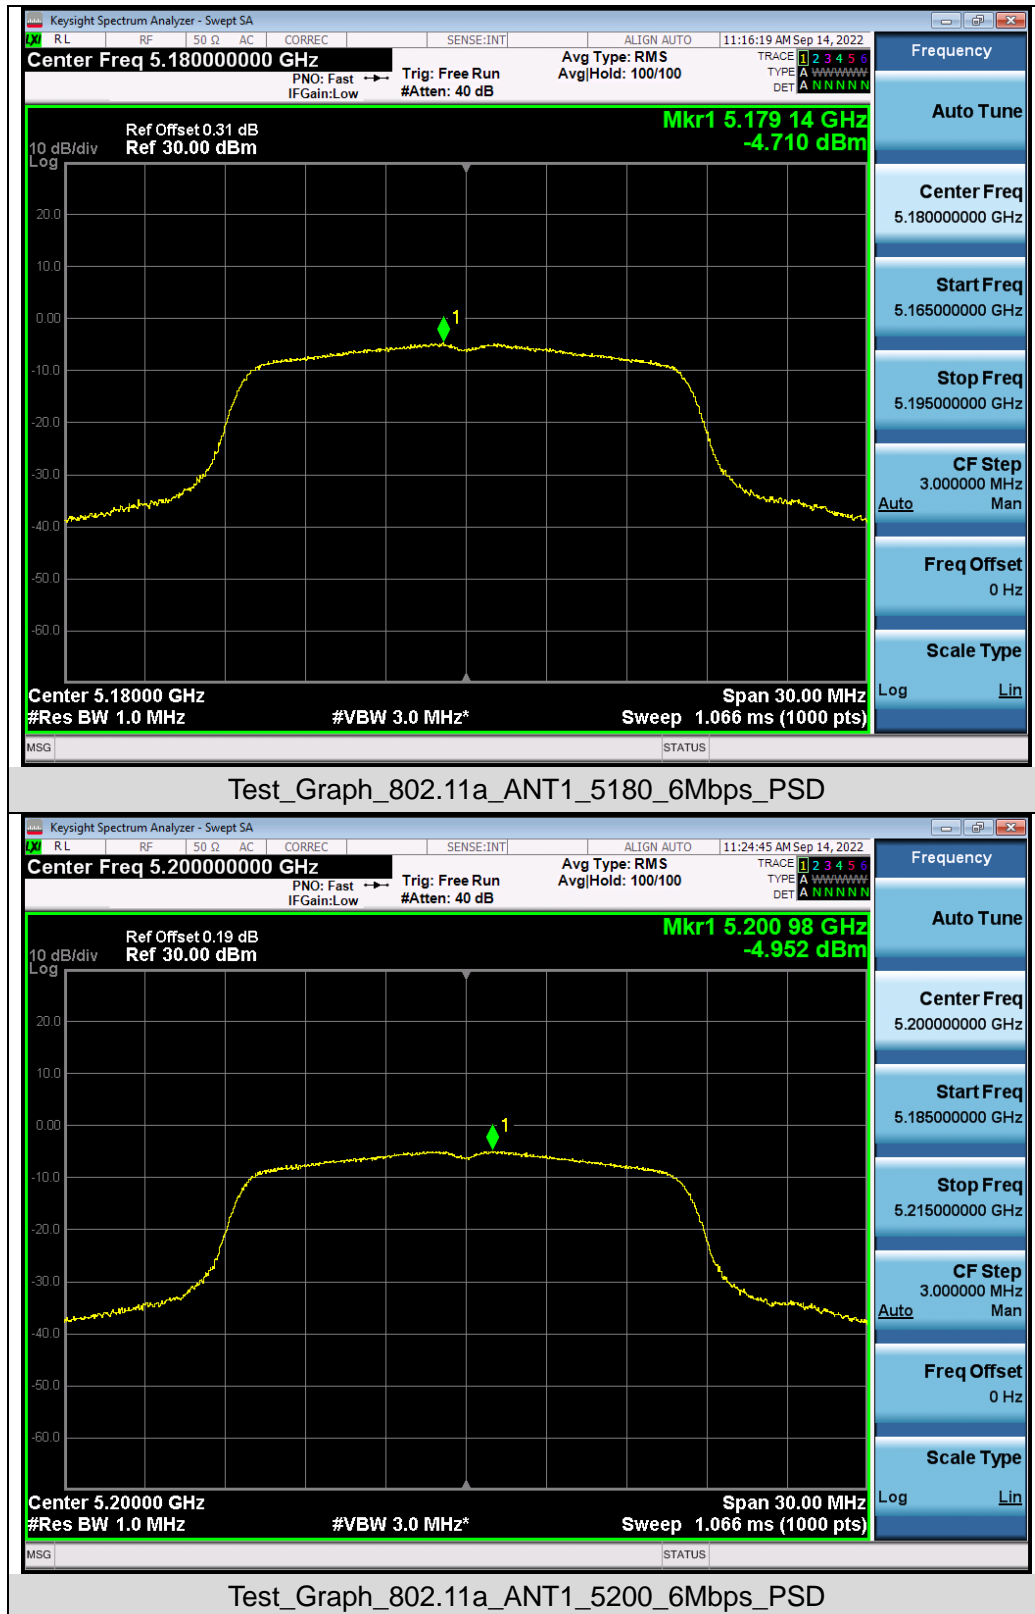 Keysight Spectrum Analyzer - Swept SA
LXI RL RF 50 Ω AC CORREC SENSE:INT ALIGN AUTO 11:16:19 AM Sep 14, 2022
Center Freq 5.180000000 GHz
PNO: Fast
IFGain:Low
Trig: Free Run
#Atten: 40 dB
Avg Type: RMS
Avg|Hold: 100/100
TRACE 1 2 3 4 5 6
TYPE A WWWWW
DET A N N N N N
Frequency
Ref Offset 0.31 dB
10 dB/div Ref 30.00 dBm
Log
Mkr1 5.179 14 GHz
-4.710 dBm
20.0
10.0
0.00
-10.0
-20.0
-30.0
-40.0
-50.0
-60.0
1
Center 5.18000 GHz Span 30.00 MHz
#Res BW 1.0 MHz #VBW 3.0 MHz* Sweep 1.066 ms (1000 pts)
MSG STATUS
Auto Tune
Center Freq
5.180000000 GHz
Start Freq
5.165000000 GHz
Stop Freq
5.195000000 GHz
CF Step
3.000000 MHz
Auto Man
Freq Offset
0 Hz
Scale Type
Log Lin
Test_Graph_802.11a_ANT1_5180_6Mbps_PSD
Keysight Spectrum Analyzer - Swept SA
LXI RL RF 50 Ω AC CORREC SENSE:INT ALIGN AUTO 11:24:45 AM Sep 14, 2022
Center Freq 5.200000000 GHz
PNO: Fast
IFGain:Low
Trig: Free Run
#Atten: 40 dB
Avg Type: RMS
Avg|Hold: 100/100
TRACE 1 2 3 4 5 6
TYPE A WWWWW
DET A N N N N N
Frequency
Ref Offset 0.19 dB
10 dB/div Ref 30.00 dBm
Log
Mkr1 5.200 98 GHz
-4.952 dBm
20.0
10.0
0.00
-10.0
-20.0
-30.0
-40.0
-50.0
-60.0
1
Center 5.20000 GHz Span 30.00 MHz
#Res BW 1.0 MHz #VBW 3.0 MHz* Sweep 1.066 ms (1000 pts)
MSG STATUS
Auto Tune
Center Freq
5.200000000 GHz
Start Freq
5.185000000 GHz
Stop Freq
5.215000000 GHz
CF Step
3.000000 MHz
Auto Man
Freq Offset
0 Hz
Scale Type
Log Lin
Test_Graph_802.11a_ANT1_5200_6Mbps_PSD